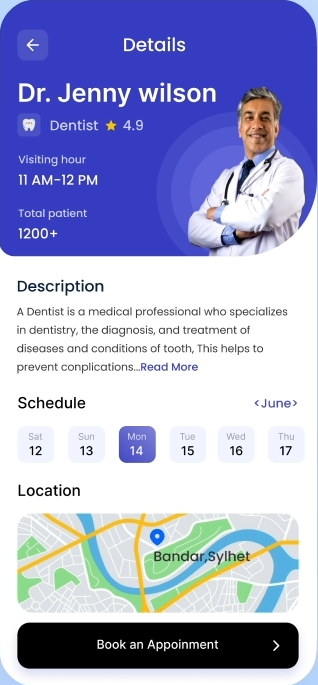 Details
Dr. Jenny wilson
Dentist 4.9
Visiting hour
11 AM-12 PM
Total patient
1200+
Description
A Dentist is a medical professional who specializes
in dentistry, the diagnosis, and treatment of
diseases and conditions of tooth, This helps to
prevent conplications...Read More
Schedule <June>
Sat Sun Mon Tue Wed Thu
12 13 14 15 16 17
Location
Bandar,Sylhet
Book an Appoinment